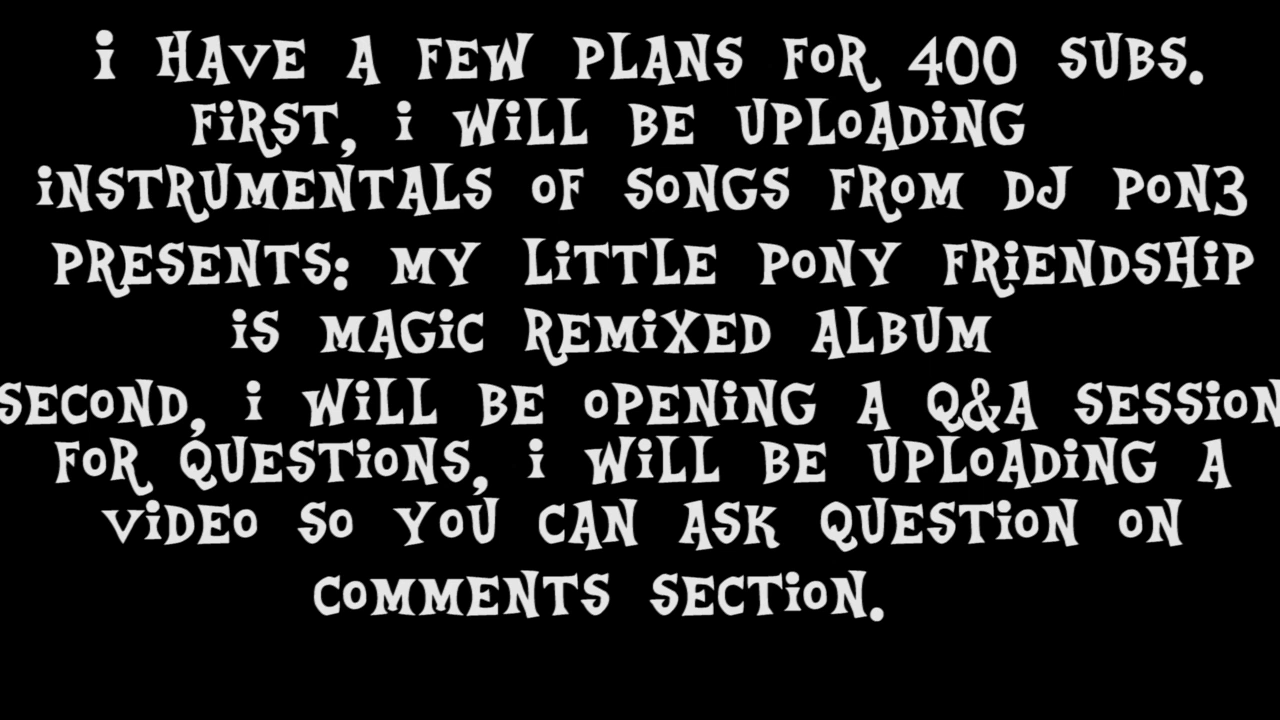 I HAVE A FEW PLANS FOR 400 SUBS.
FIRST, I WILL BE UPLOADING
INSTRUMENTALS OF SONGS FROM DJ PON3
PRESENTS: MY LITTLE PONY FRIENDSHIP
IS MAGIC REMIXED ALBUM
SECOND, I WILL BE OPENING A Q&A SESSION
FOR QUESTIONS, I WILL BE UPLOADING A
VIDEO SO YOU CAN ASK QUESTION ON
COMMENTS SECTION.